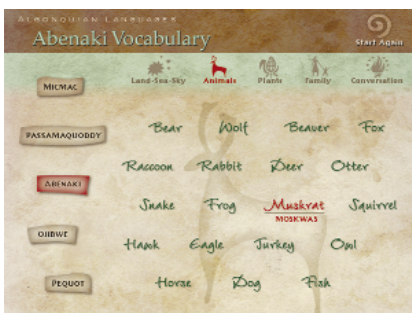 ALGONQUIAN LANGUAGES
Abenaki Vocabulary
Start Again
Land-Sea-Sky Animals Plants Family Conversation
MICMAC
PASSAMAQUODDY
ABENAKI
OJIBWE
PEQUOT
Bear Wolf Beaver Fox
Raccoon Rabbit Deer Otter
Snake Frog Muskrat Squirrel
MOSKWAS
Hawk Eagle Turkey Owl
Horse Dog Fish